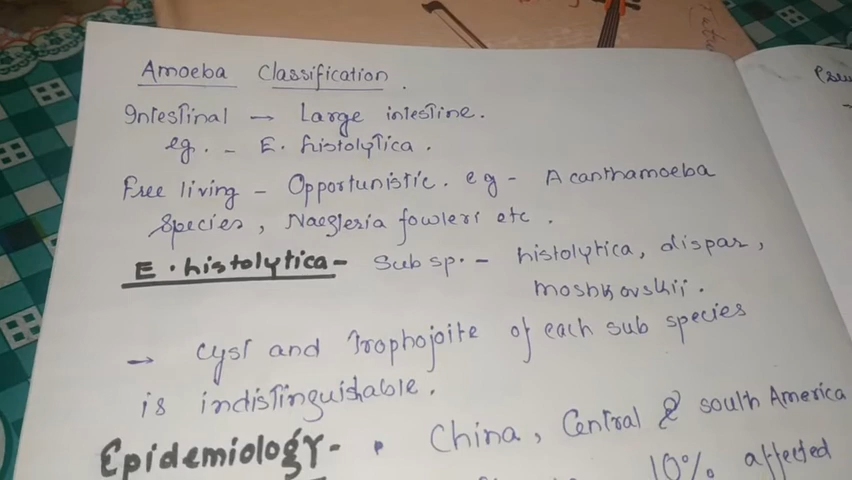 Amoeba Classification.
Intestinal → Large intestine.
eg. - E. histolytica.
Free living - Opportunistic. eg - Acanthamoeba
Species, Naegleria fowleri etc.
E. histolytica - Sub sp. - histolytica, dispar,
moshkovskii.
→ Cyst and Trophojoite of each sub species
is indistinguishable.
Epidemiology - • China, Central & South America
10% affected